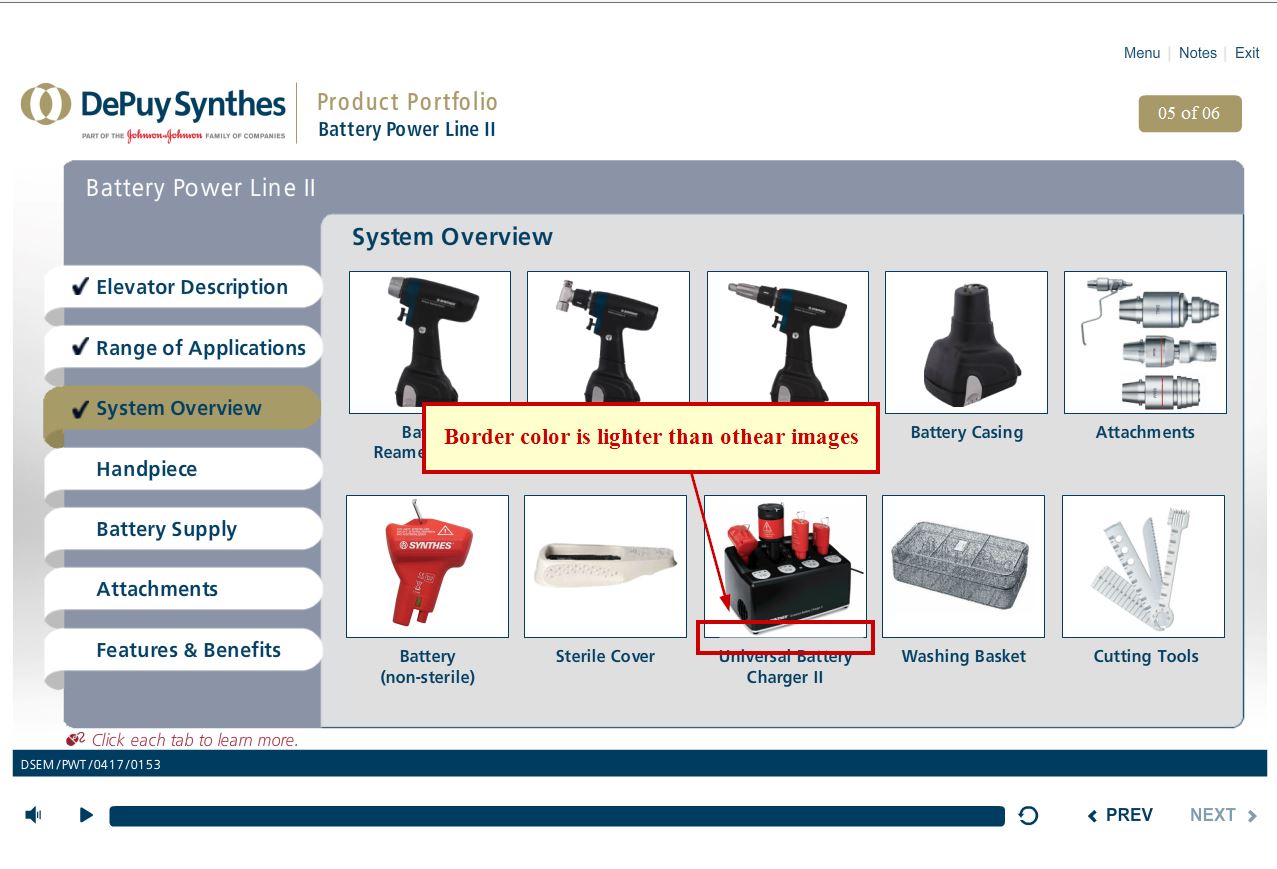 Menu | Notes | Exit
DePuy Synthes
PART OF THE Johnson & Johnson FAMILY OF COMPANIES
Product Portfolio
Battery Power Line II
05 of 06
Battery Power Line II
System Overview
Elevator Description
Range of Applications
System Overview
Handpiece
Battery Supply
Attachments
Features & Benefits
Ba
Reame
Border color is lighter than othear images
Battery Casing
Attachments
SYNTHES
Battery
(non-sterile)
Sterile Cover
Universal Battery
Charger II
Washing Basket
Cutting Tools
Click each tab to learn more.
DSEM/PWT/0417/0153
PREV
NEXT